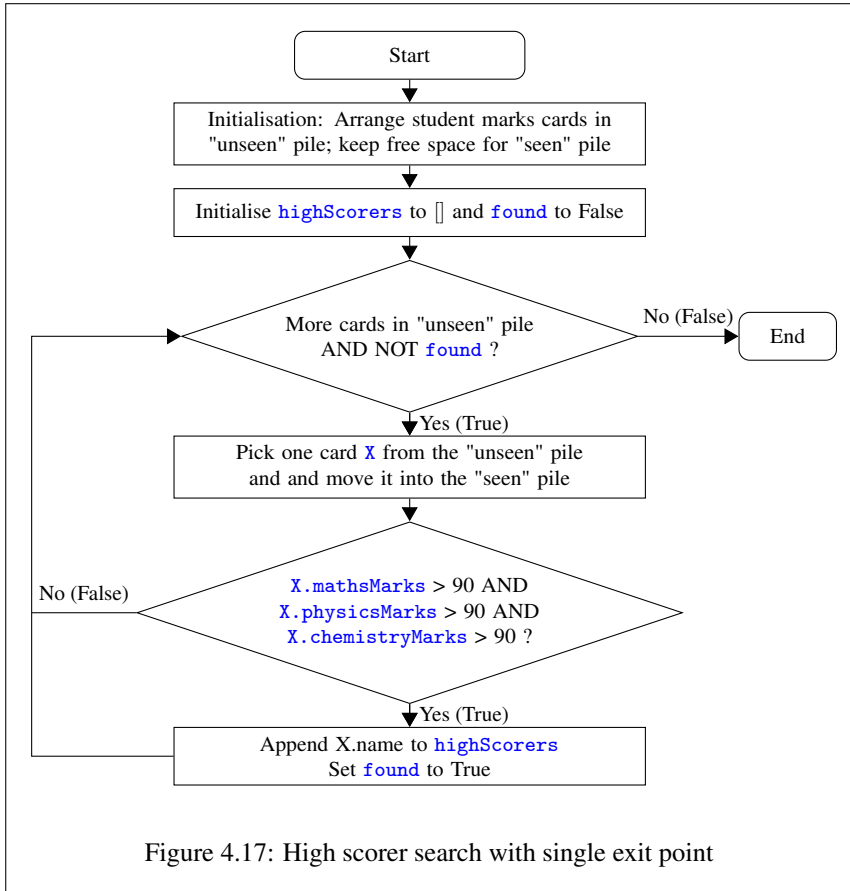 Start
Initialisation: Arrange student marks cards in
"unseen" pile; keep free space for "seen" pile
Initialise highScorers to [] and found to False
More cards in "unseen" pile
AND NOT found ?
No (False)
End
Yes (True)
Pick one card X from the "unseen" pile
and and move it into the "seen" pile
No (False)
X.mathsMarks > 90 AND
X.physicsMarks > 90 AND
X.chemistryMarks > 90 ?
Yes (True)
Append X.name to highScorers
Set found to True
Figure 4.17: High scorer search with single exit point